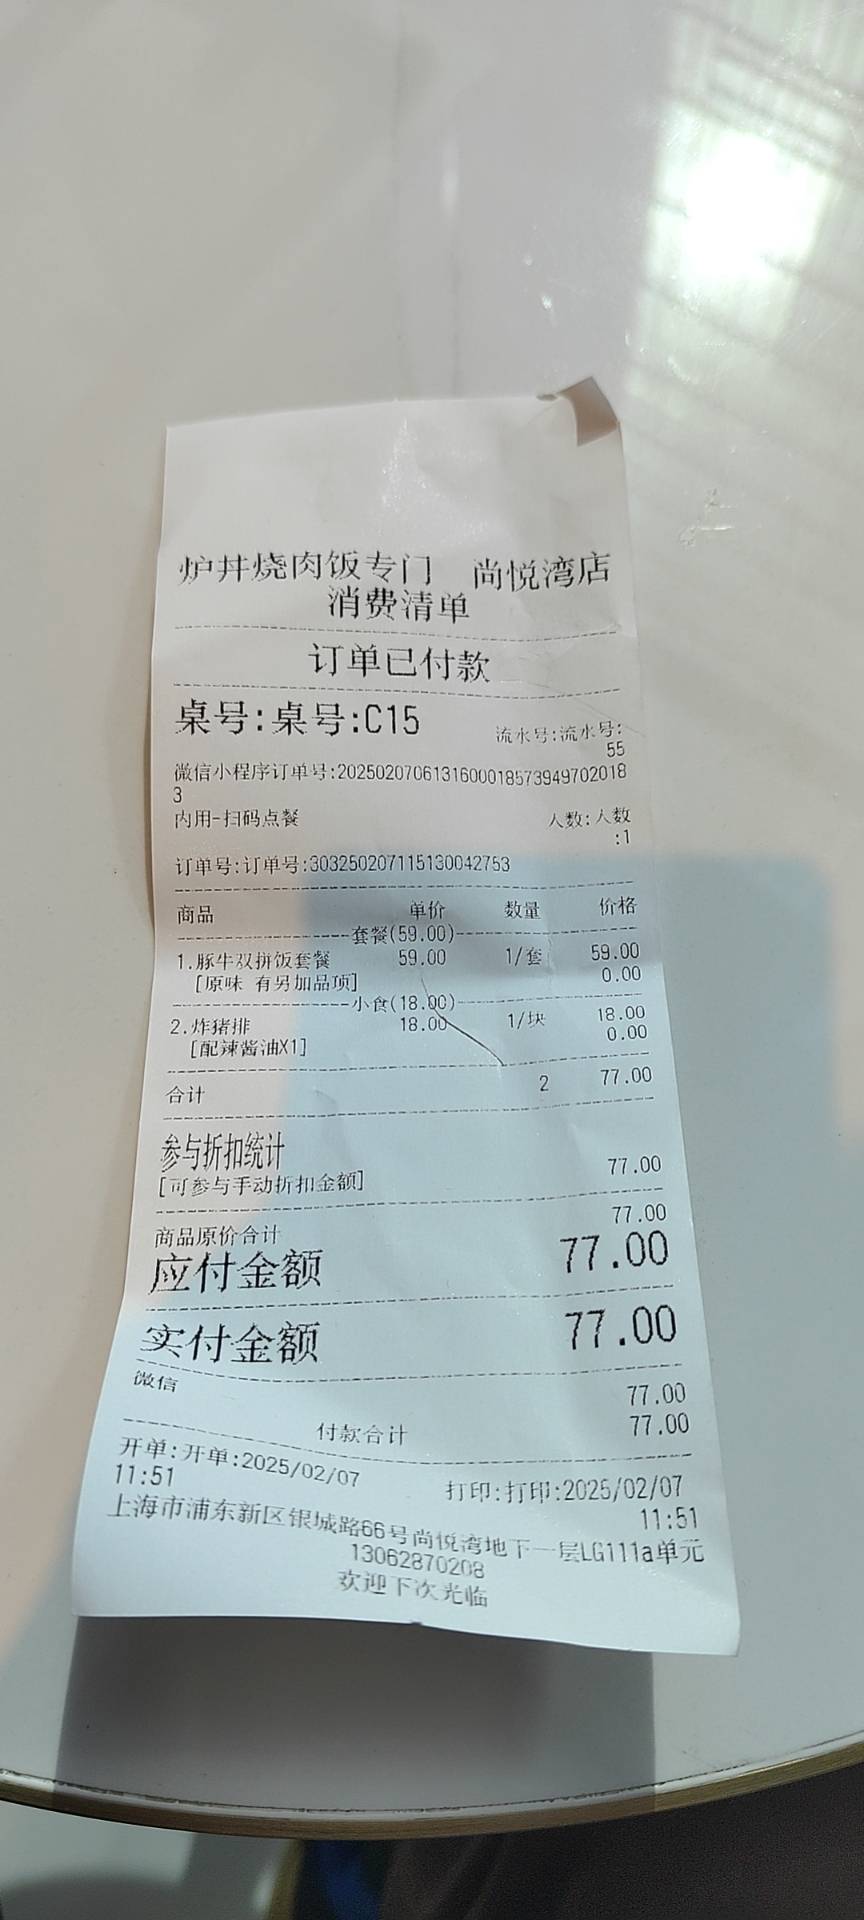 炉丼烧肉饭专门 尚悦湾店
消费清单
订单已付款
桌号:桌号:C15
流水号:流水号:
55
微信小程序订单号:2025020706131600018573949702018
3
内用-扫码点餐
人数:人数
:1
订单号:订单号:3032502071151300427​53
商品 单价 数量 价格
套餐(59.00)
1.豚牛双拼饭套餐 59.00 1/套 59.00
[原味 有另加品项] 0.00
小食(18.00)
2.炸猪排 18.00 1/块 18.00
[配辣酱油X1] 0.00
合计 2 77.00
参与折扣统计
[可参与手动折扣金额] 77.00
商品原价合计 77.00
应付金额 77.00
实付金额 77.00
微信 77.00
付款合计 77.00
开单:开单:2025/02/07
11:51
打印:打印:2025/02/07
11:51
上海市浦东新区银城路66号尚悦湾地下一层LG111a单元
13062870208
欢迎下次光临